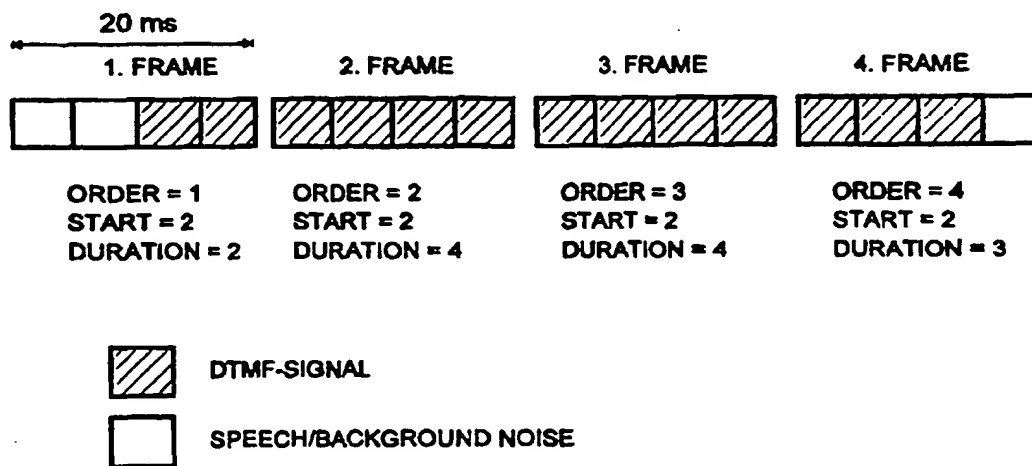 20 ms
1. FRAME 2. FRAME 3. FRAME 4. FRAME
ORDER = 1 ORDER = 2 ORDER = 3 ORDER = 4
START = 2 START = 2 START = 2 START = 2
DURATION = 2 DURATION = 4 DURATION = 4 DURATION = 3
DTMF-SIGNAL
SPEECH/BACKGROUND NOISE